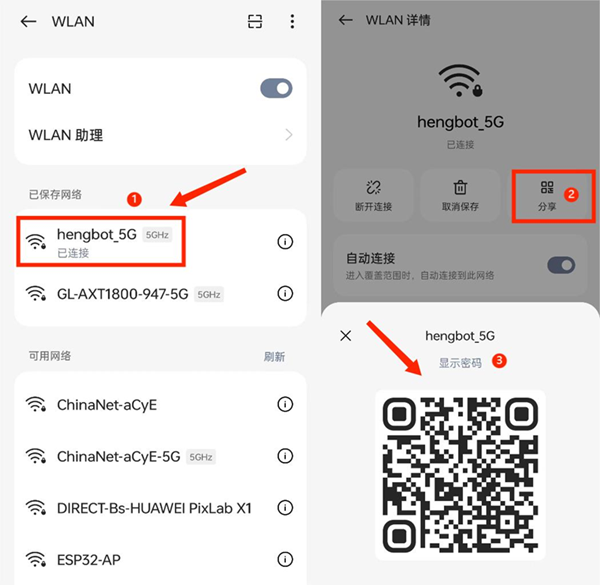 WLAN
WLAN
WLAN 助理
已保存网络
1
hengbot_5G 5GHz
已连接
GL-AXT1800-947-5G 5GHz
可用网络 刷新
ChinaNet-aCyE
ChinaNet-aCyE-5G 5GHz
DIRECT-Bs-HUAWEI PixLab X1
ESP32-AP
WLAN 详情
hengbot_5G
已连接
断开连接 取消保存 分享 2
自动连接
进入覆盖范围时，自动连接到此网络
hengbot_5G
显示密码 3